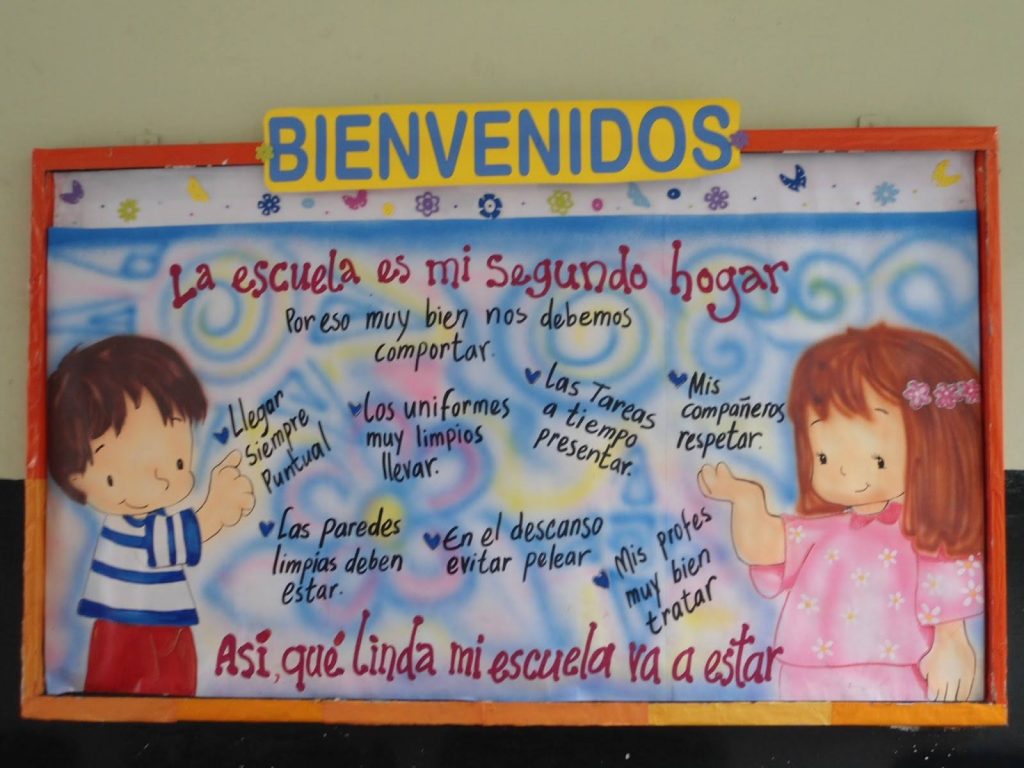 BIENVENIDOS
La escuela es mi segundo hogar
Por eso muy bien nos debemos
comportar.
Llegar
siempre
Puntual
Los uniformes
muy limpios
llevar.
Las Tareas
a tiempo
presentar.
Mis
compañeros
respetar.
Las paredes
limpias deben
estar.
En el descanso
evitar pelear
Mis profes
muy bien
tratar
Así, qué linda mi escuela va a estar